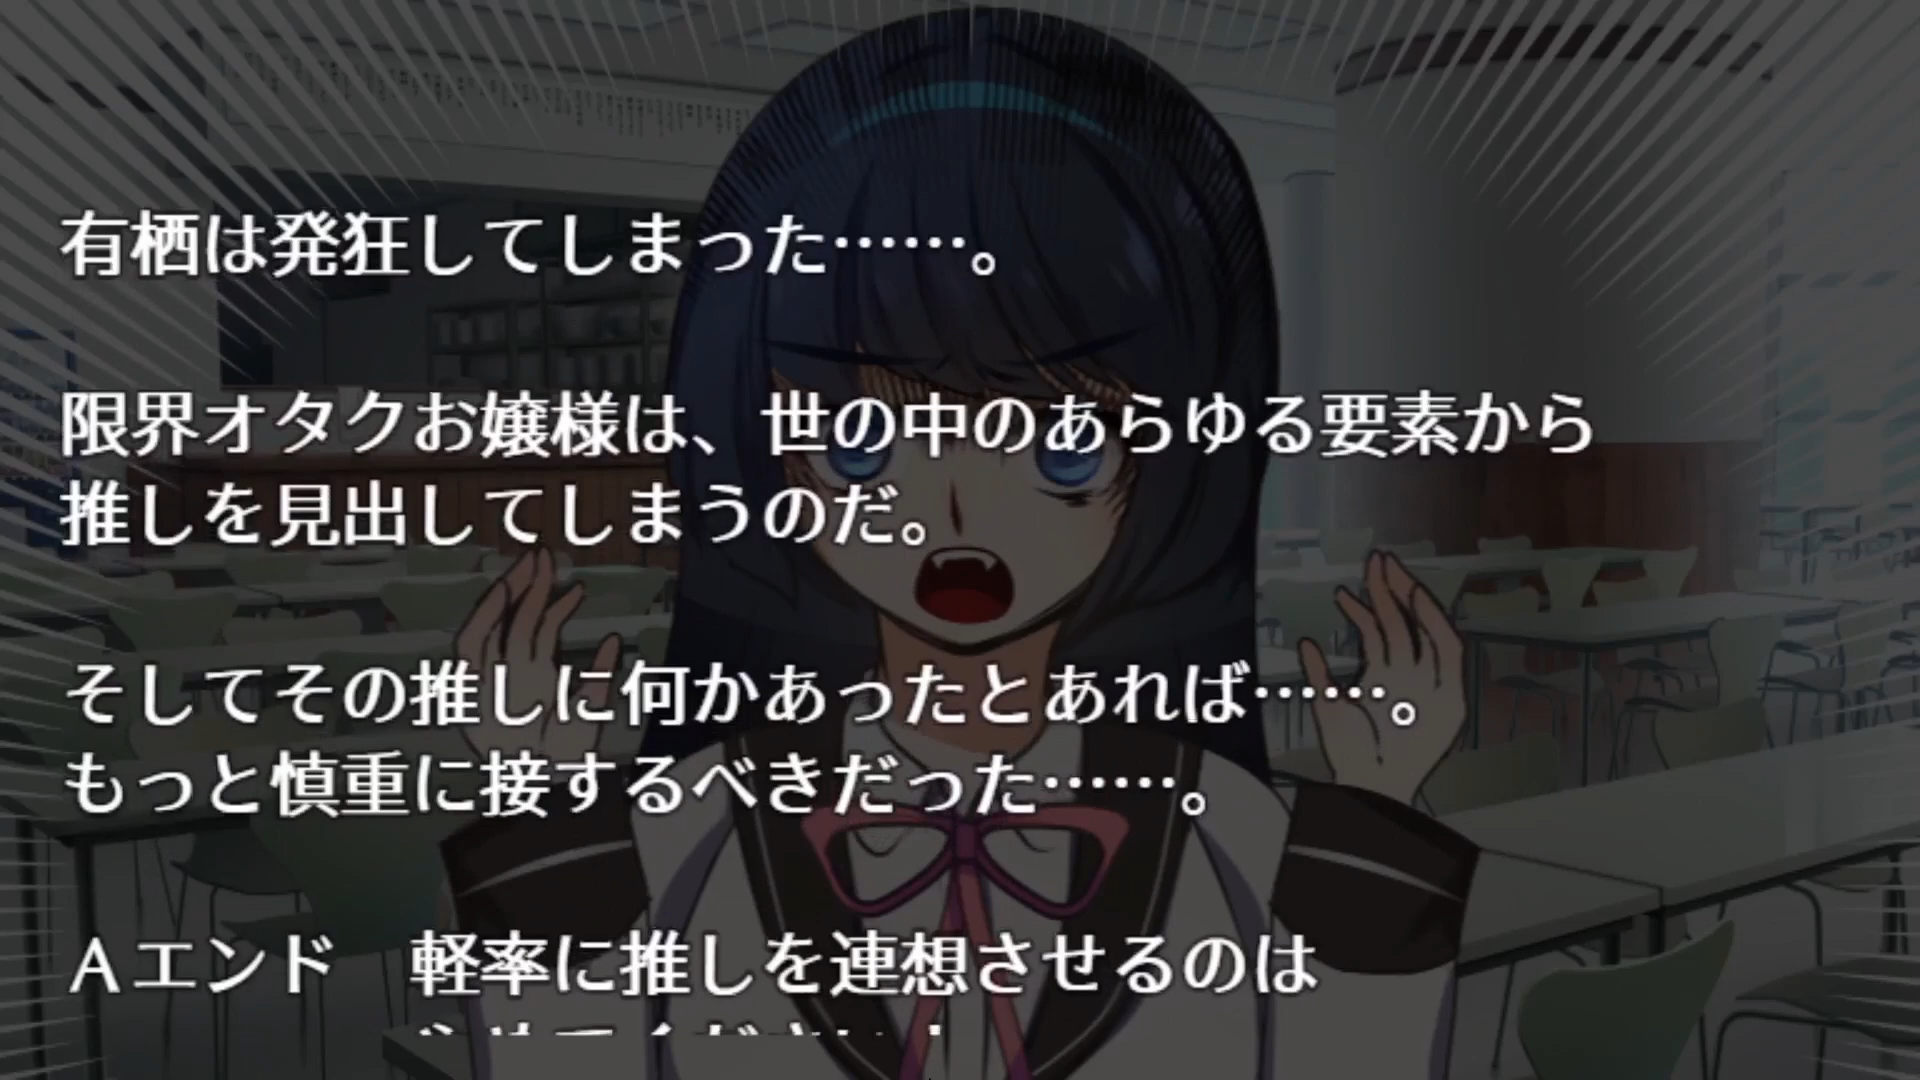 有栖は発狂してしまった……。
限界オタクお嬢様は、世の中のあらゆる要素から
推しを見出してしまうのだ。
そしてその推しに何かあったとあれば……。
もっと慎重に接するべきだった……。
Ａエンド　軽率に推しを連想させるのは